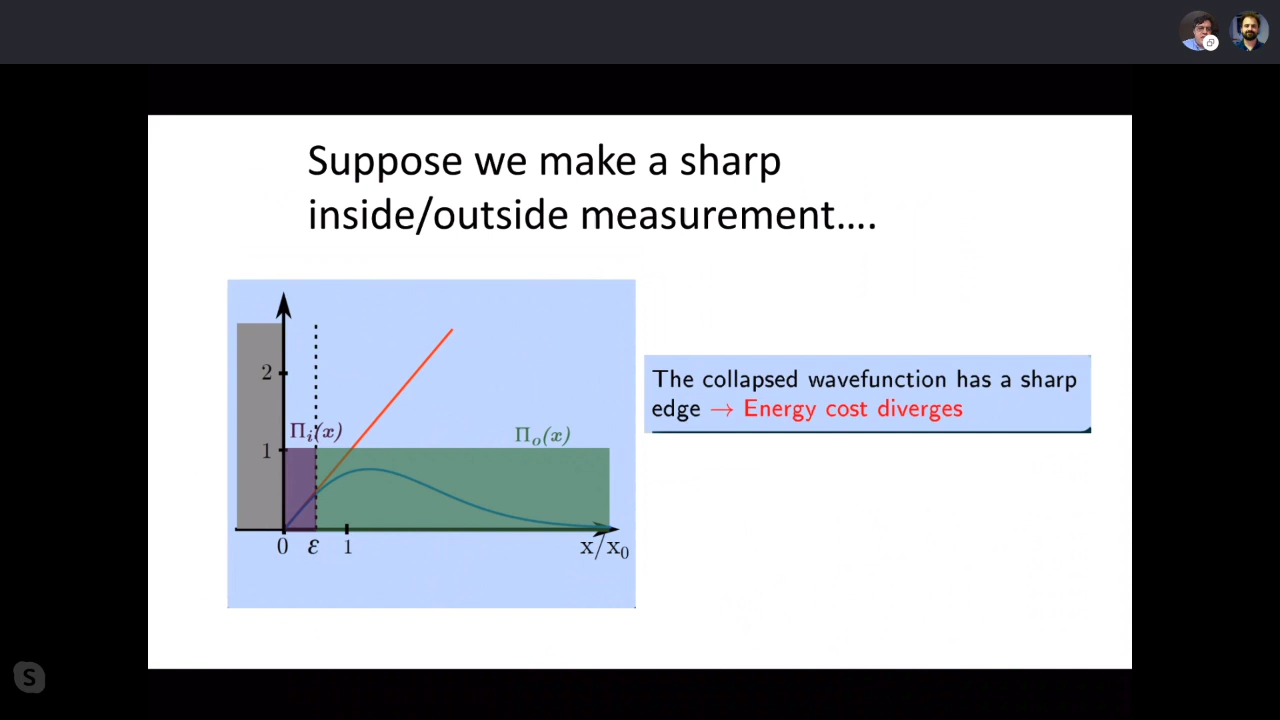 Suppose we make a sharp
inside/outside measurement....
2
Πᵢ(x)
Πₒ(x)
1
0 ε 1 x/x₀
The collapsed wavefunction has a sharp
edge → Energy cost diverges
S